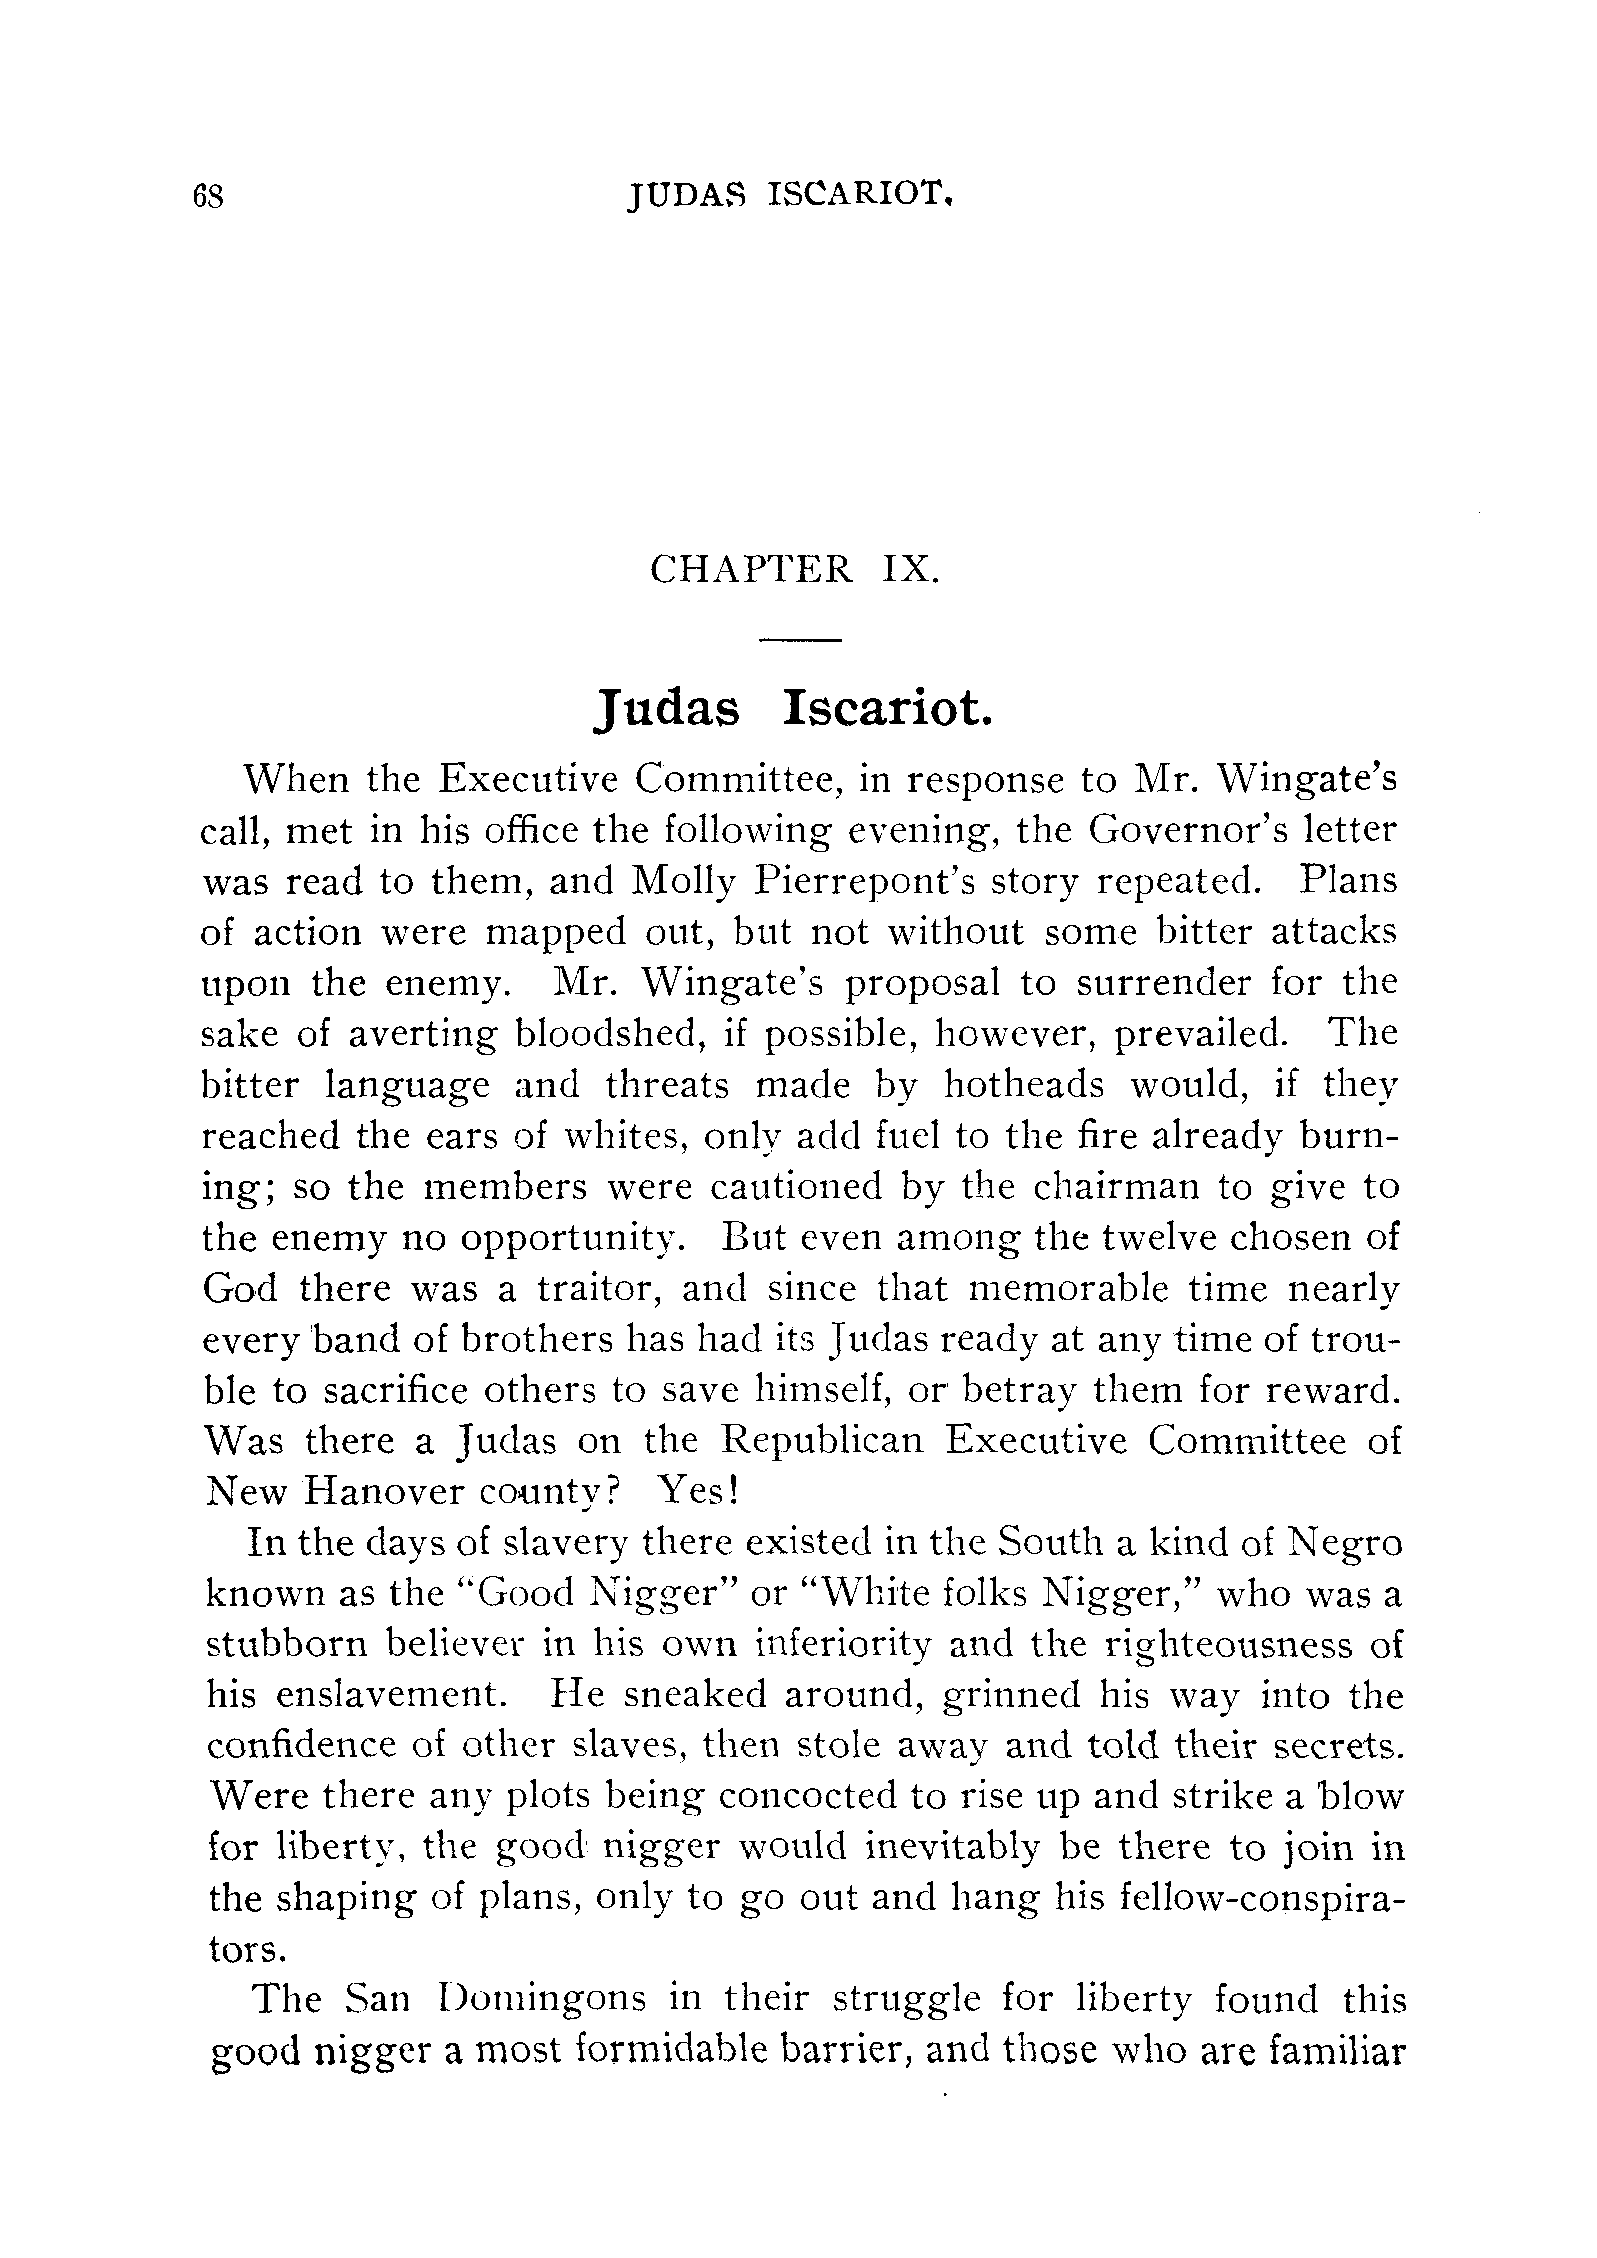 68 JUDAS ISCARIOT.
CHAPTER IX.
Judas Iscariot.
When the Executive Committee, in response to Mr. Wingate's
call, met in his office the following evening, the Governor's letter
was read to them, and Molly Pierrepont's story repeated. Plans
of action were mapped out, but not without some bitter attacks
upon the enemy. Mr. Wingate's proposal to surrender for the
sake of averting bloodshed, if possible, however, prevailed. The
bitter language and threats made by hotheads would, if they
reached the ears of whites, only add fuel to the fire already burn-
ing; so the members were cautioned by the chairman to give to
the enemy no opportunity. But even among the twelve chosen of
God there was a traitor, and since that memorable time nearly
every band of brothers has had its Judas ready at any time of trou-
ble to sacrifice others to save himself, or betray them for reward.
Was there a Judas on the Republican Executive Committee of
New Hanover county? Yes!
In the days of slavery there existed in the South a kind of Negro
known as the "Good Nigger" or "White folks Nigger," who was a
stubborn believer in his own inferiority and the righteousness of
his enslavement. He sneaked around, grinned his way into the
confidence of other slaves, then stole away and told their secrets.
Were there any plots being concocted to rise up and strike a blow
for liberty, the good nigger would inevitably be there to join in
the shaping of plans, only to go out and hang his fellow-conspira-
tors.
The San Domingons in their struggle for liberty found this
good nigger a most formidable barrier, and those who are familiar